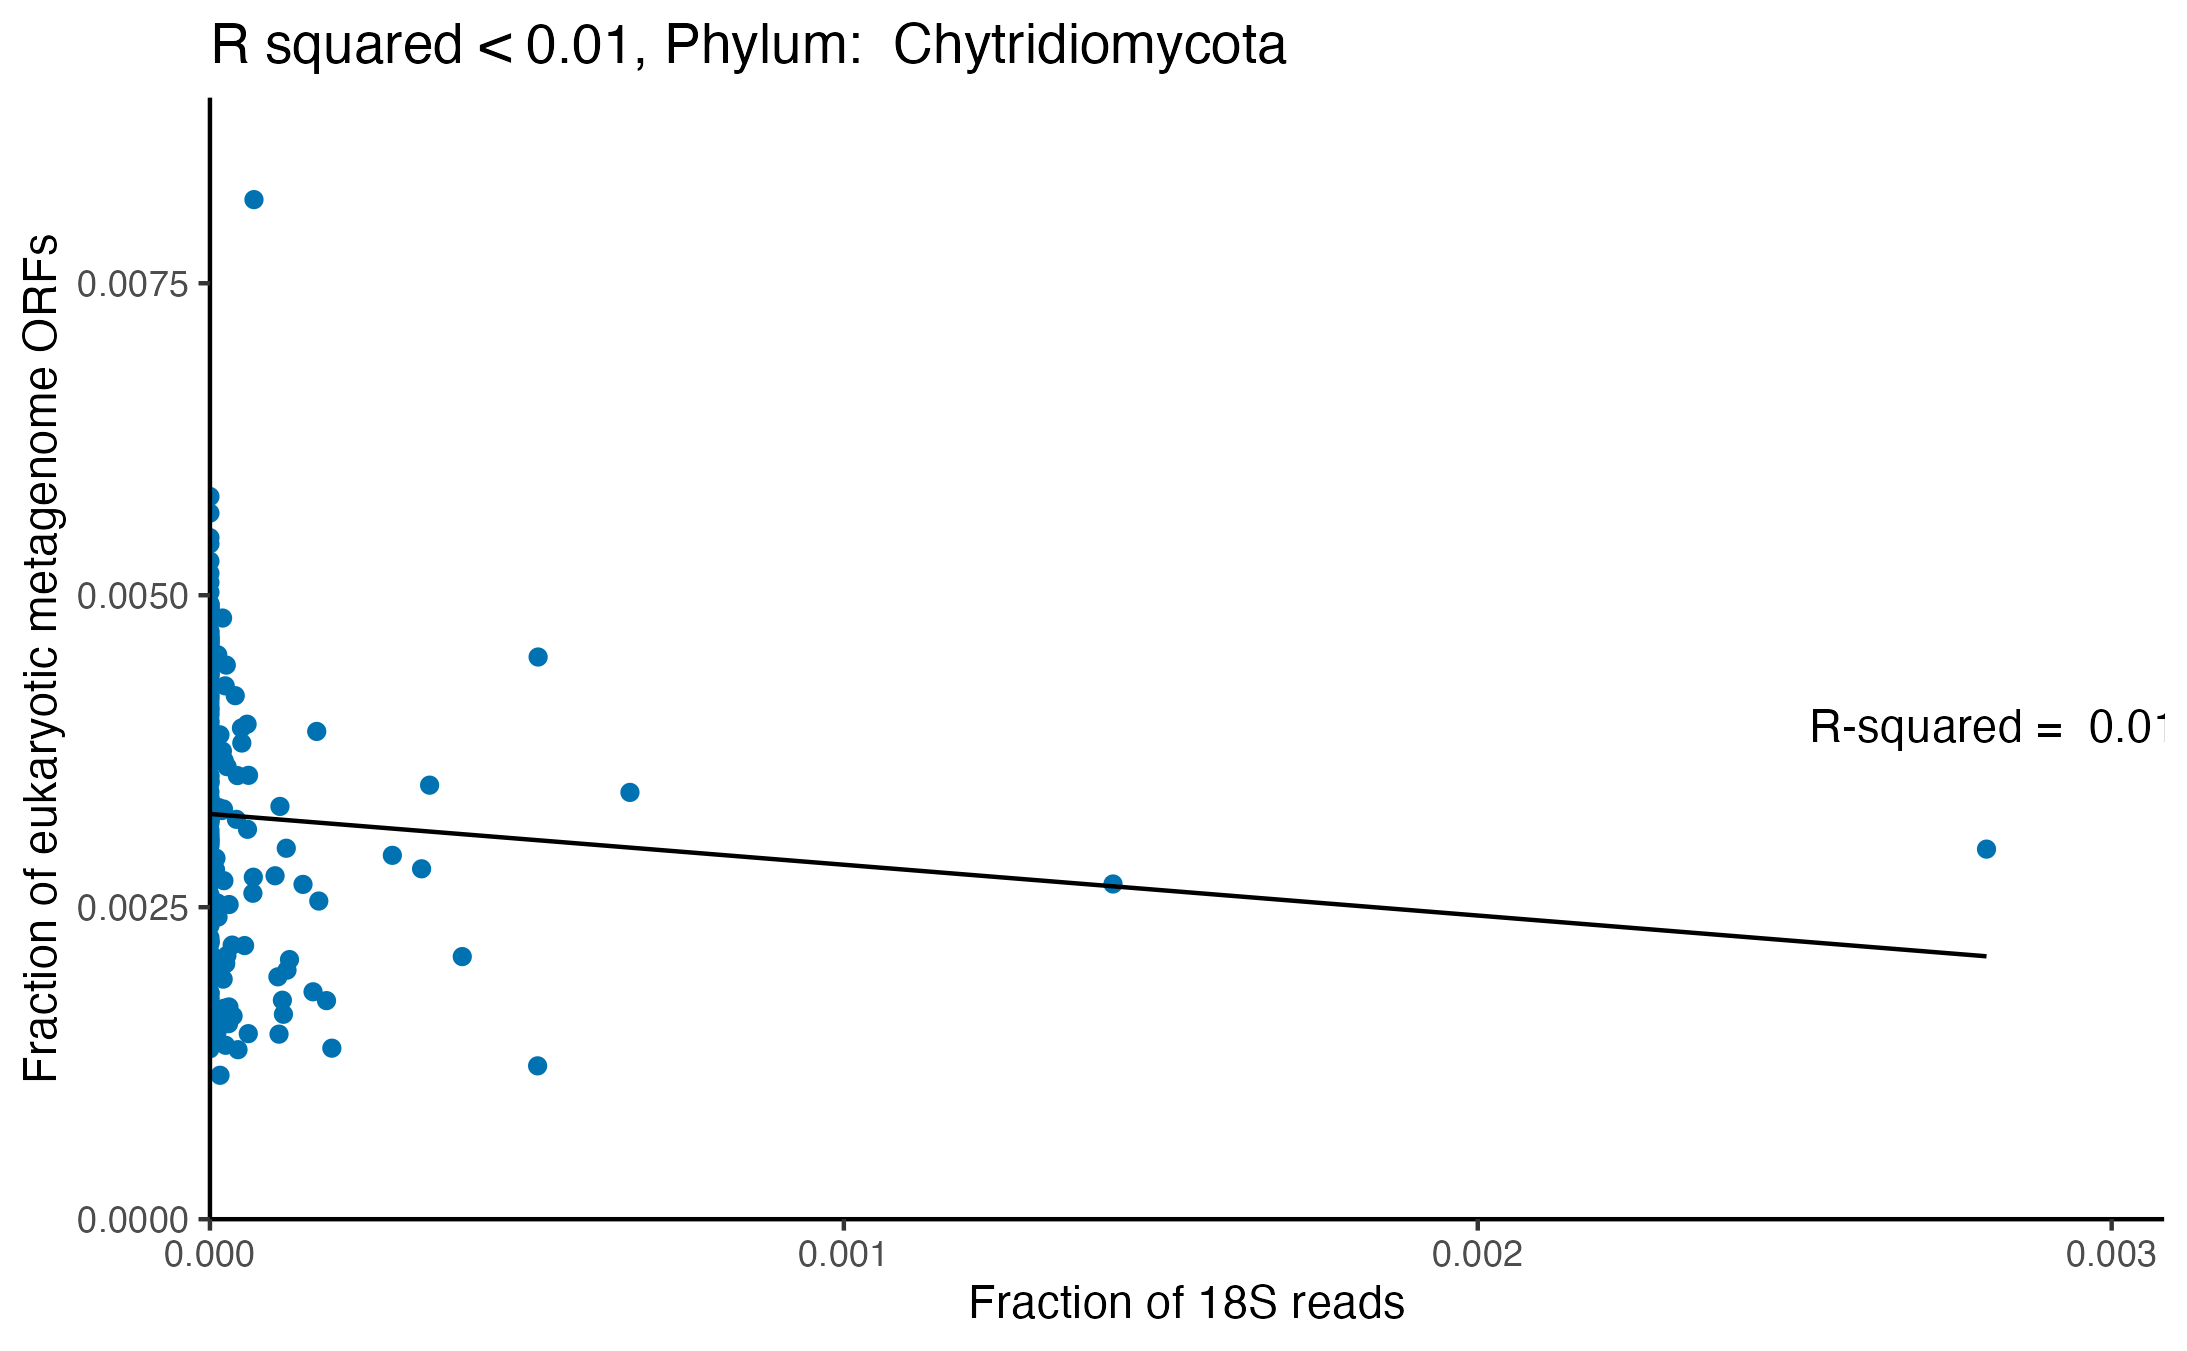 R squared < 0.01, Phylum:  Chytridiomycota
Fraction of eukaryotic metagenome ORFs
0.0075
0.0050
0.0025
0.0000
R-squared =  0.01
0.000
0.001
0.002
0.003
Fraction of 18S reads